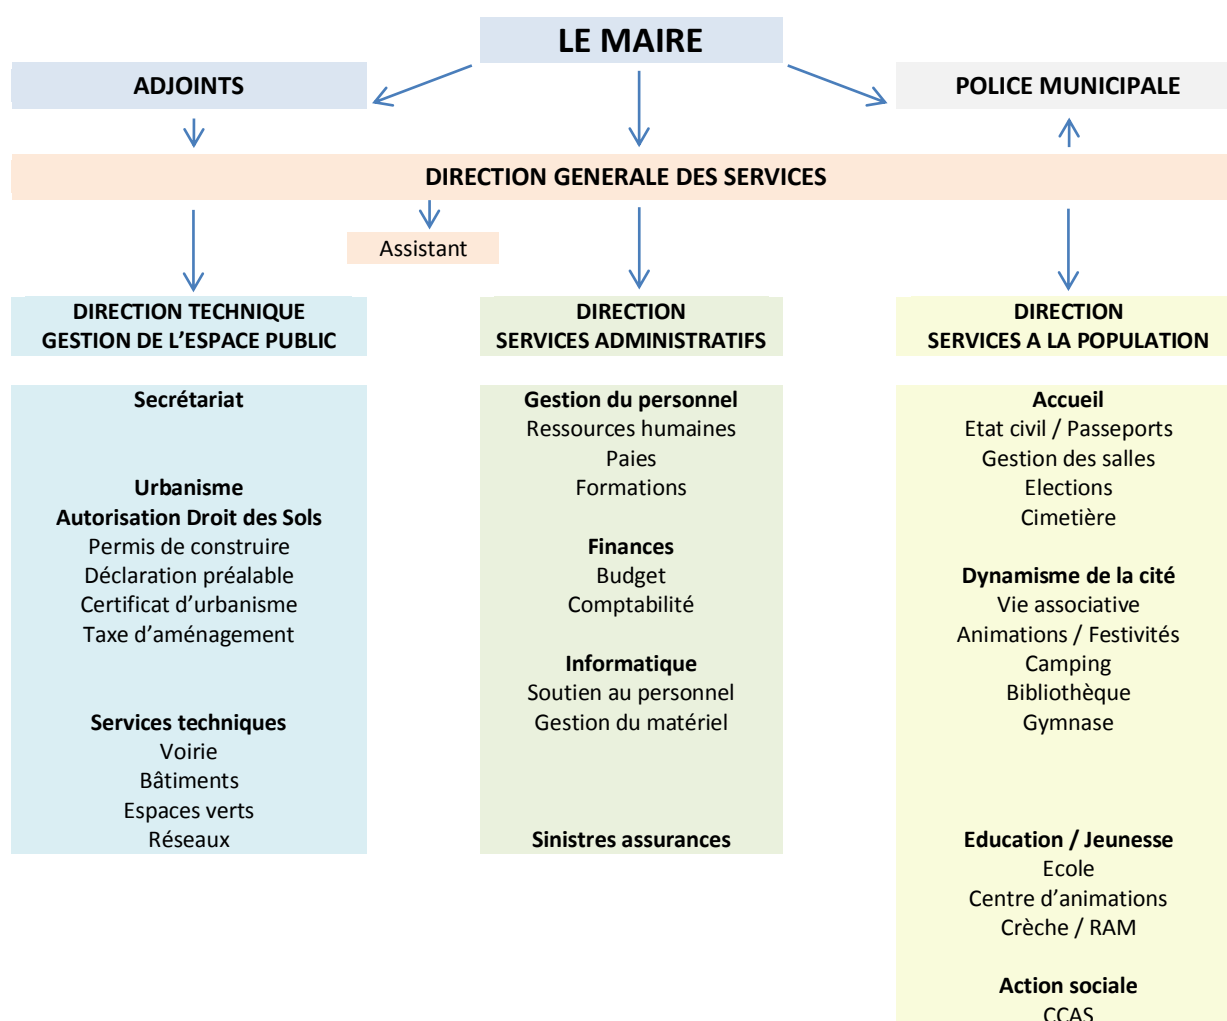 LE MAIRE
ADJOINTS
POLICE MUNICIPALE
DIRECTION GENERALE DES SERVICES
Assistant
DIRECTION TECHNIQUE
GESTION DE L’ESPACE PUBLIC
Secrétariat
Urbanisme
Autorisation Droit des Sols
Permis de construire
Déclaration préalable
Certificat d’urbanisme
Taxe d’aménagement
Services techniques
Voirie
Bâtiments
Espaces verts
Réseaux
DIRECTION
SERVICES ADMINISTRATIFS
Gestion du personnel
Ressources humaines
Paies
Formations
Finances
Budget
Comptabilité
Informatique
Soutien au personnel
Gestion du matériel
Sinistres assurances
DIRECTION
SERVICES A LA POPULATION
Accueil
Etat civil / Passeports
Gestion des salles
Elections
Cimetière
Dynamisme de la cité
Vie associative
Animations / Festivités
Camping
Bibliothèque
Gymnase
Education / Jeunesse
Ecole
Centre d’animations
Crèche / RAM
Action sociale
CCAS